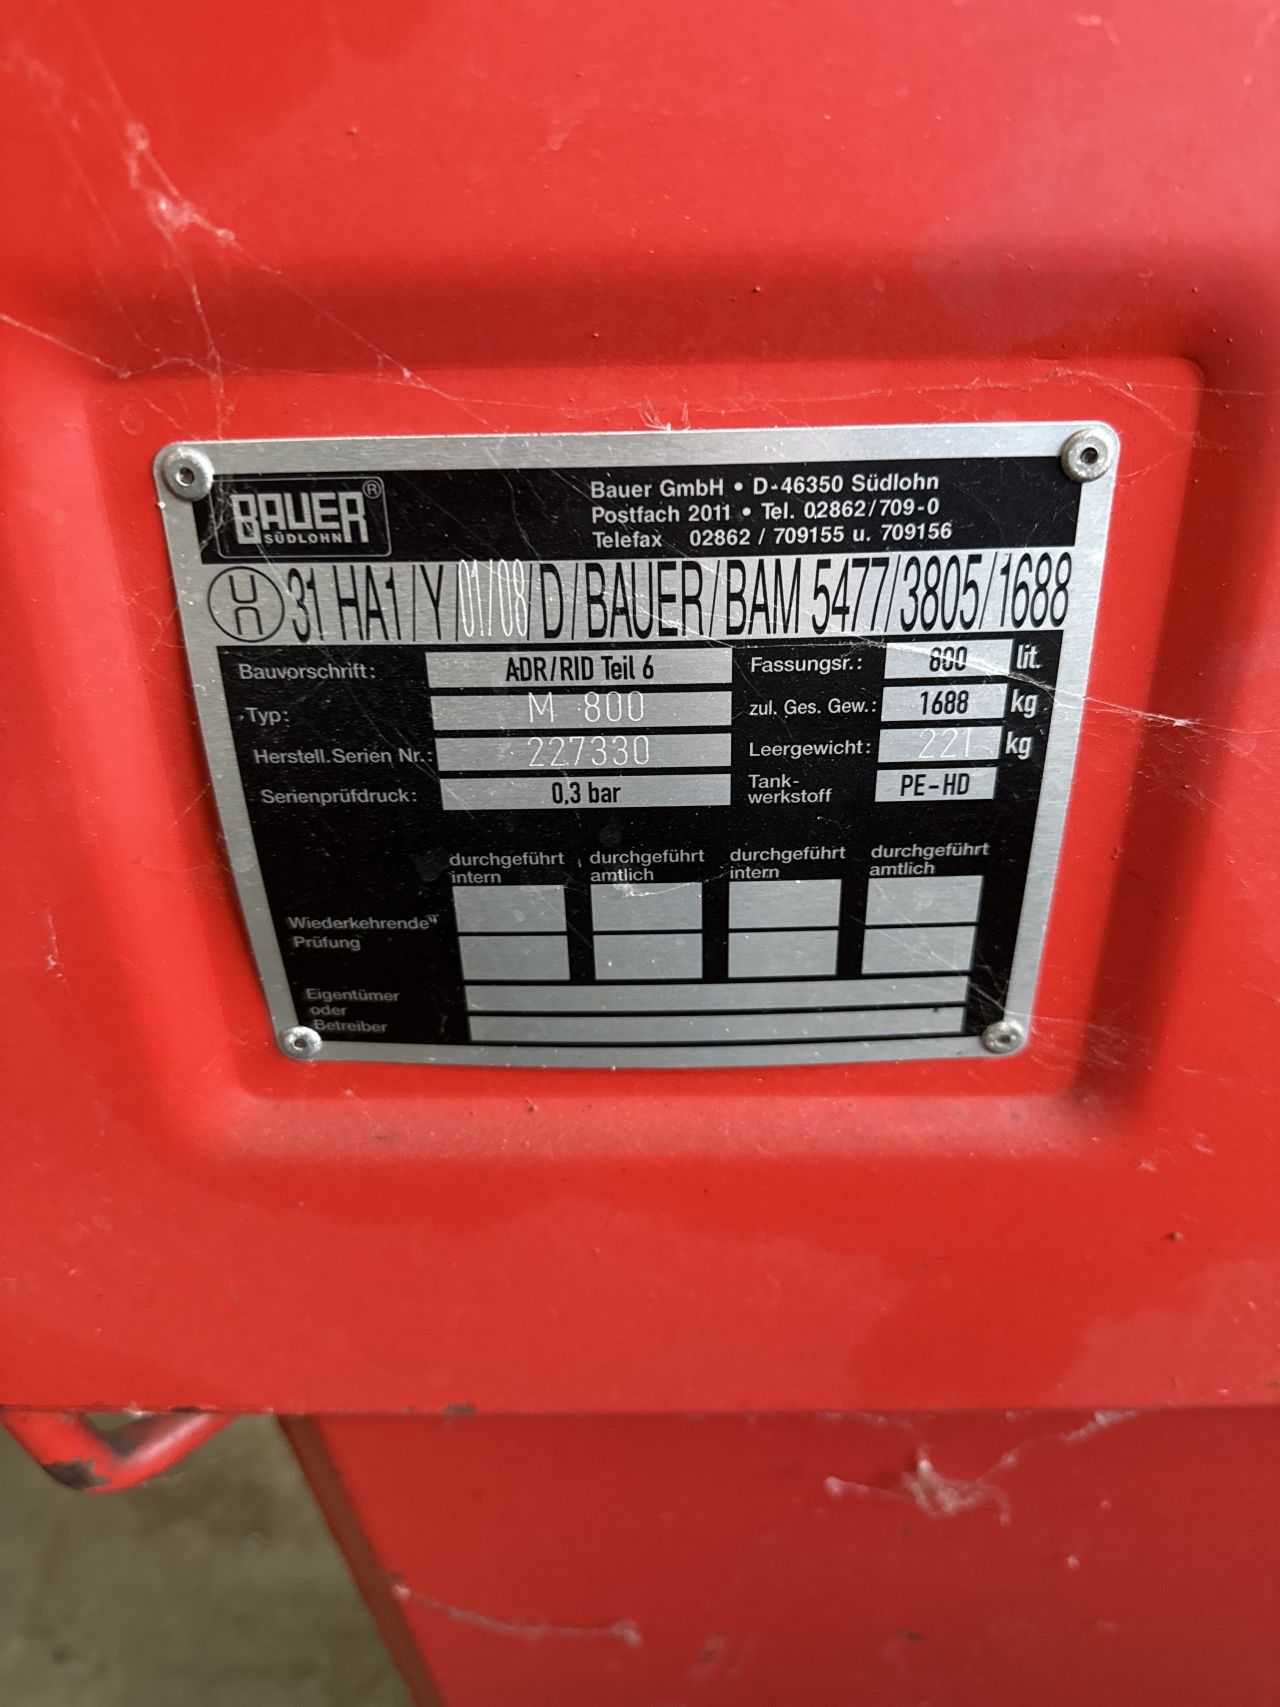 BAUER®
SÜDLOHN
Bauer GmbH • D-46350 Südlohn
Postfach 2011 • Tel. 02862/709-0
Telefax 02862 / 709155 u. 709156
un 31 HA1/Y/01/08/D/BAUER/BAM 5477/3805/1688
Bauvorschrift: ADR/RID Teil 6 Fassungsr.: 800 lit.
Typ: M 800 zul. Ges. Gew.: 1688 kg
Herstell. Serien Nr.: 227330 Leergewicht: 221 kg
Serienprüfdruck: 0,3 bar Tank-
werkstoff PE-HD
durchgeführt durchgeführt durchgeführt durchgeführt
intern amtlich intern amtlich
Wiederkehrende
Prüfung
Eigentümer
oder
Betreiber